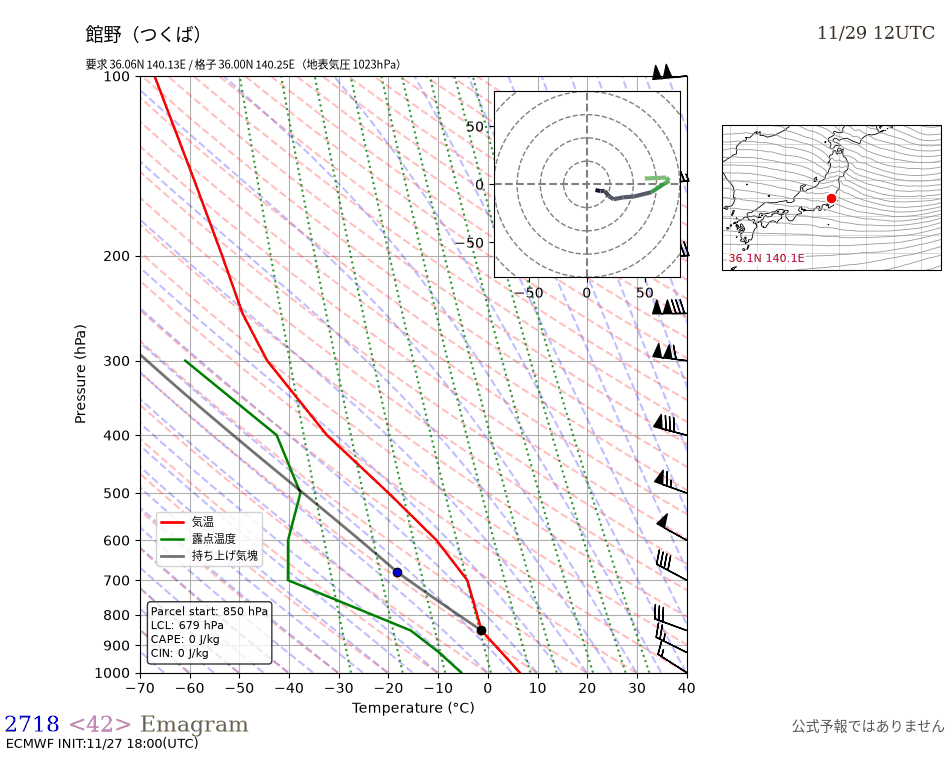 館野（つくば）
11/29 12UTC
要求 36.06N 140.13E / 格子 36.00N 140.25E（地表気圧 1023hPa）
100
200
300
400
500
600
700
800
900
1000
Pressure (hPa)
−70 −60 −50 −40 −30 −20 −10 0 10 20 30 40
Temperature (°C)
50
0
−50
−50 0 50
気温
露点温度
持ち上げ気塊
Parcel start: 850 hPa
LCL: 679 hPa
CAPE: 0 J/kg
CIN: 0 J/kg
36.1N 140.1E
2718 <42> Emagram
公式予報ではありません
ECMWF INIT:11/27 18:00(UTC)